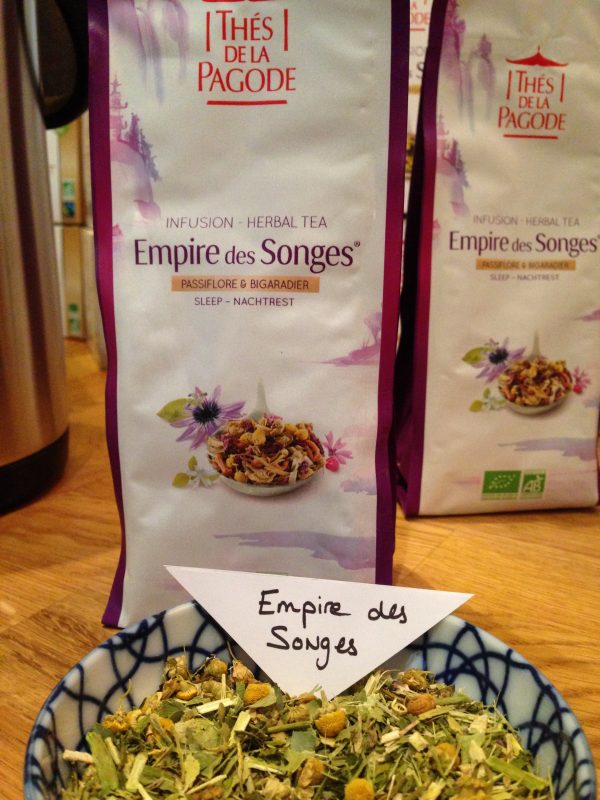 THÉS
DE LA
PAGODE
INFUSION - HERBAL TEA
Empire des Songes®
PASSIFLORE & BIGARADIER
SLEEP – NACHTREST
THÉS
DE LA
PAGODE
INFUSION - HERBAL TEA
Empire des Songes®
PASSIFLORE & BIGARADIER
SLEEP – NACHTREST
AB
Empire des
Songes